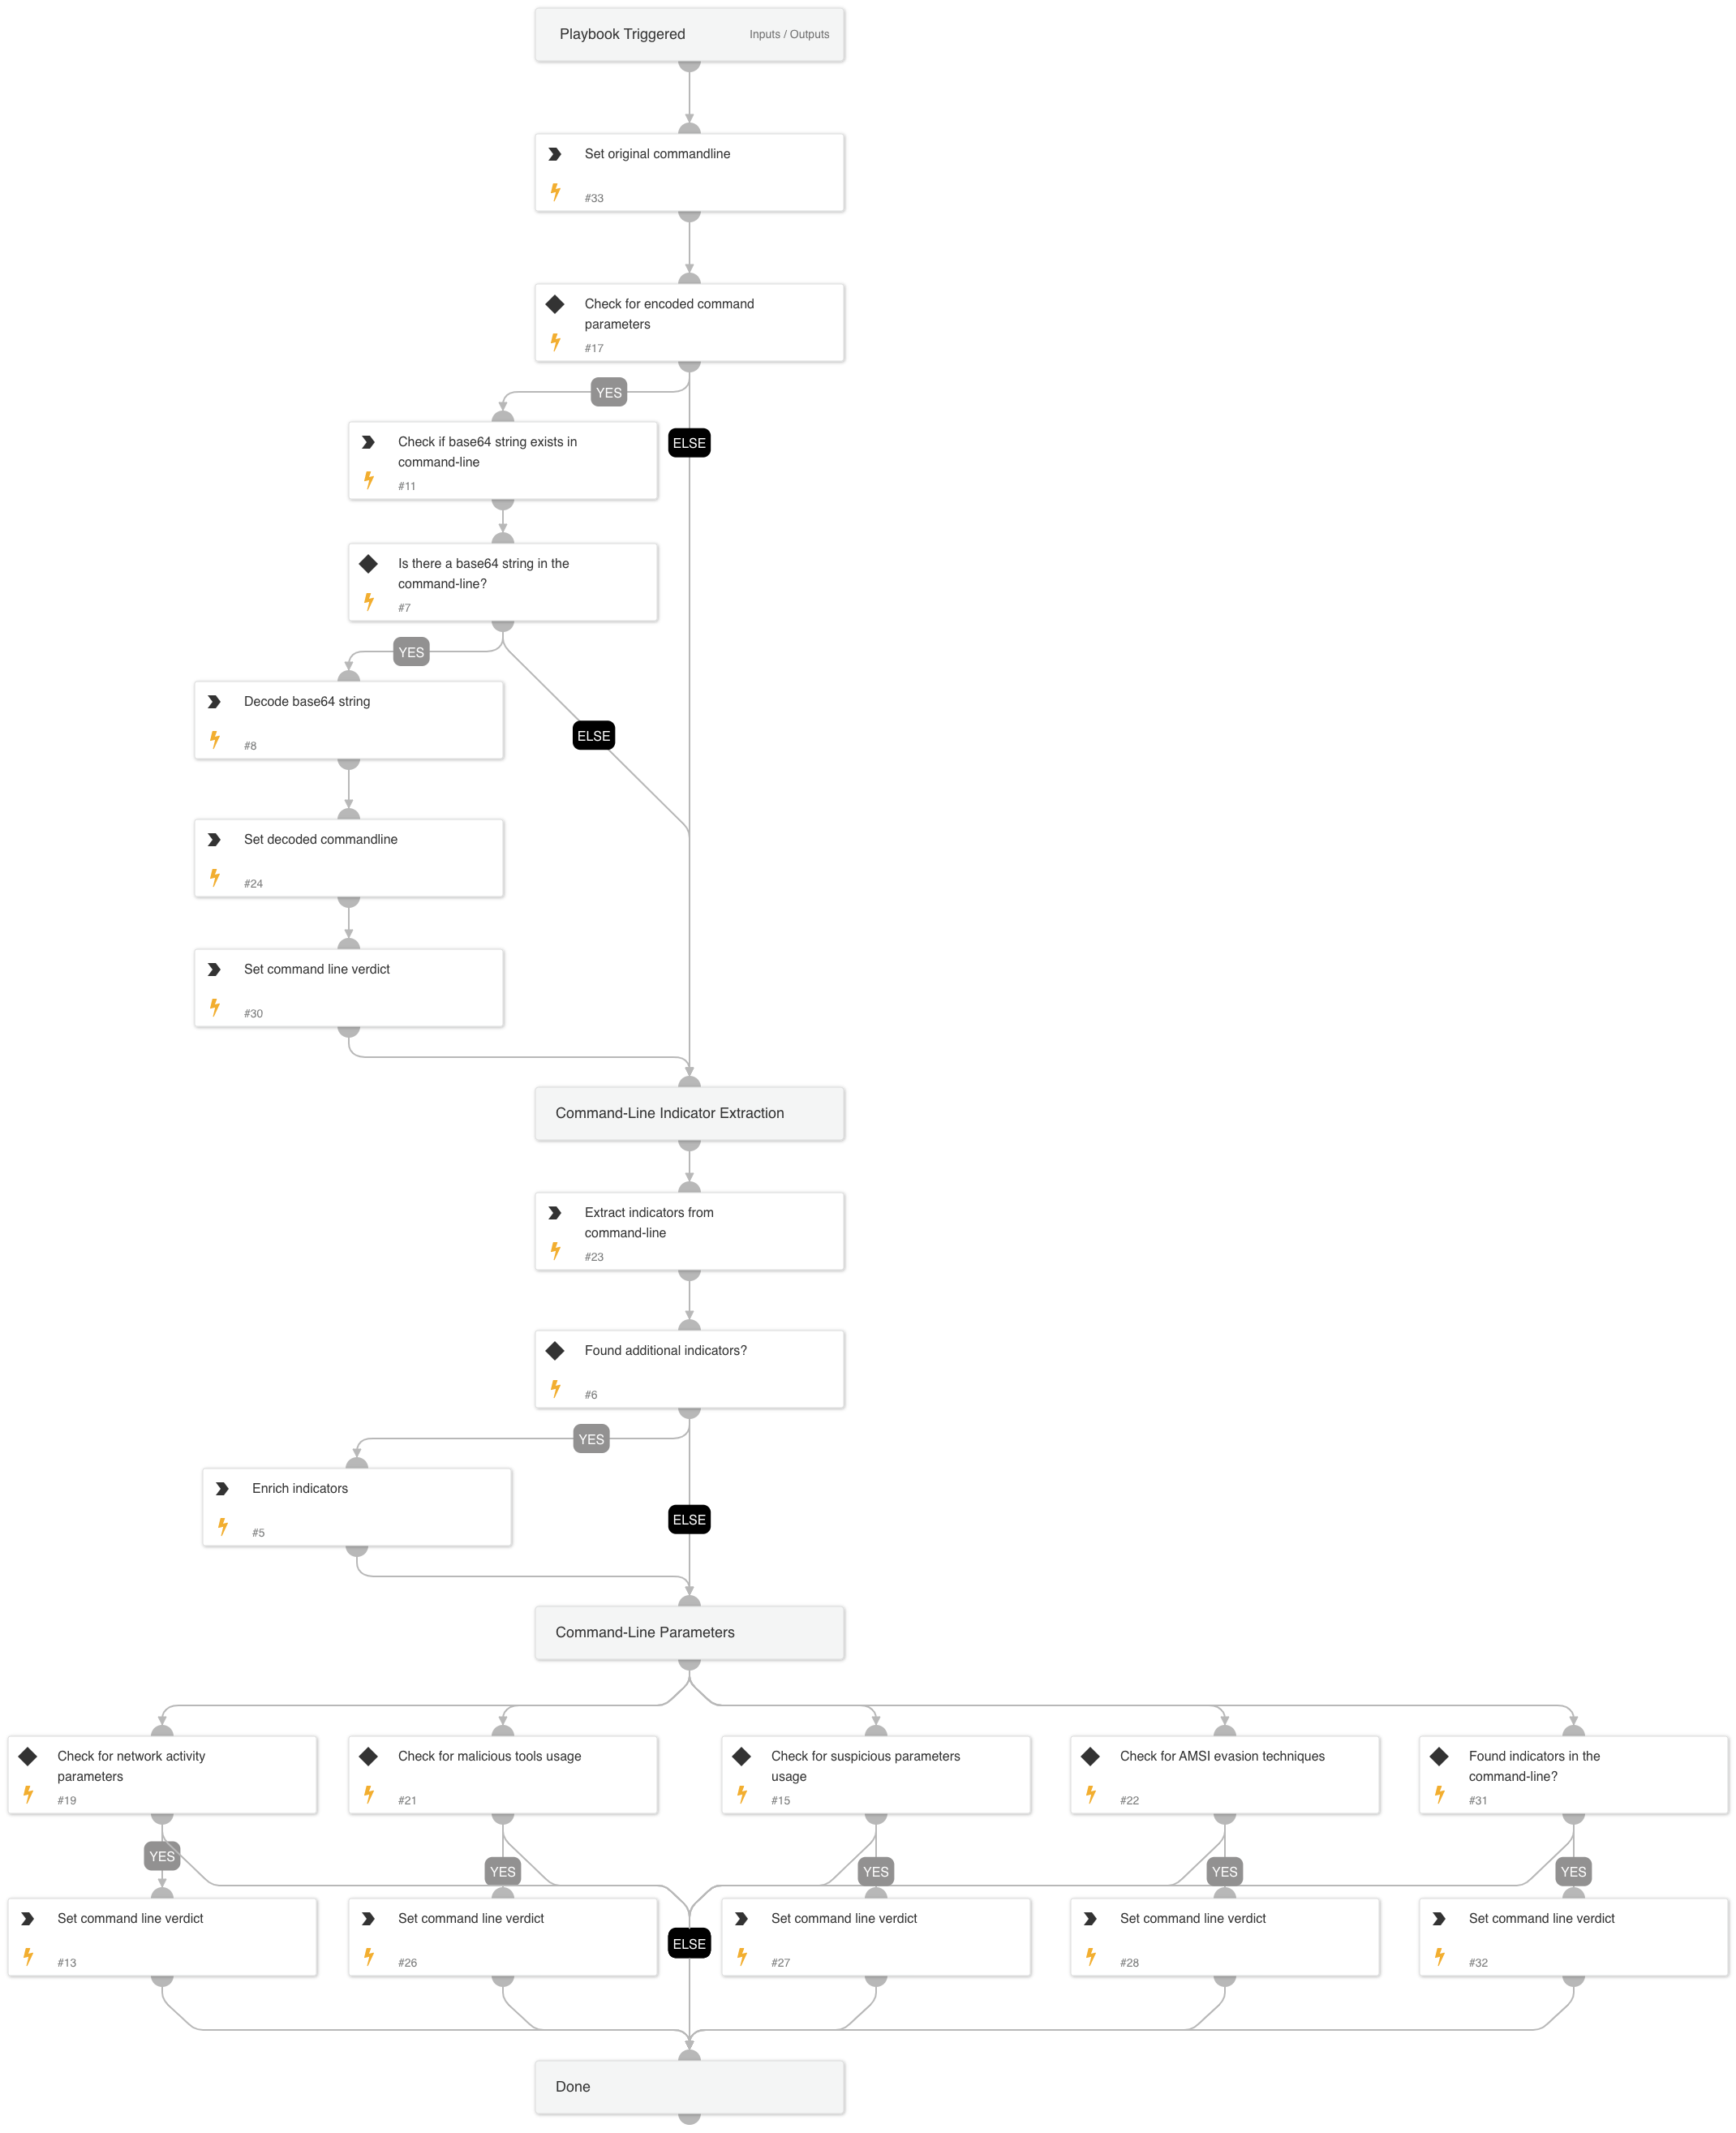 Playbook Triggered Inputs / Outputs
Set original commandline
#33
Check for encoded command
parameters
#17
YES
Check if base64 string exists in
command-line
#11
ELSE
Is there a base64 string in the
command-line?
#7
YES
Decode base64 string
#8
ELSE
Set decoded commandline
#24
Set command line verdict
#30
Command-Line Indicator Extraction
Extract indicators from
command-line
#23
Found additional indicators?
#6
YES
Enrich indicators
#5
ELSE
Command-Line Parameters
Check for network activity
parameters
#19
Check for malicious tools usage
#21
Check for suspicious parameters
usage
#15
Check for AMSI evasion techniques
#22
Found indicators in the
command-line?
#31
YES
YES
YES
YES
YES
Set command line verdict
#13
Set command line verdict
#26
ELSE
Set command line verdict
#27
Set command line verdict
#28
Set command line verdict
#32
Done